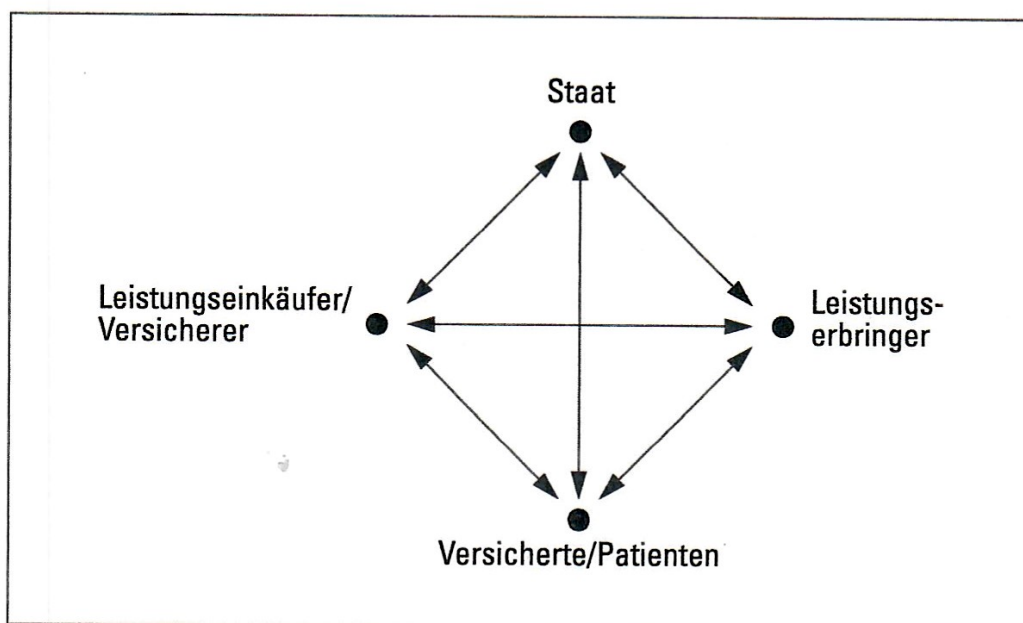 Staat
Leistungseinkäufer/
Versicherer
Leistungs-
erbringer
Versicherte/Patienten